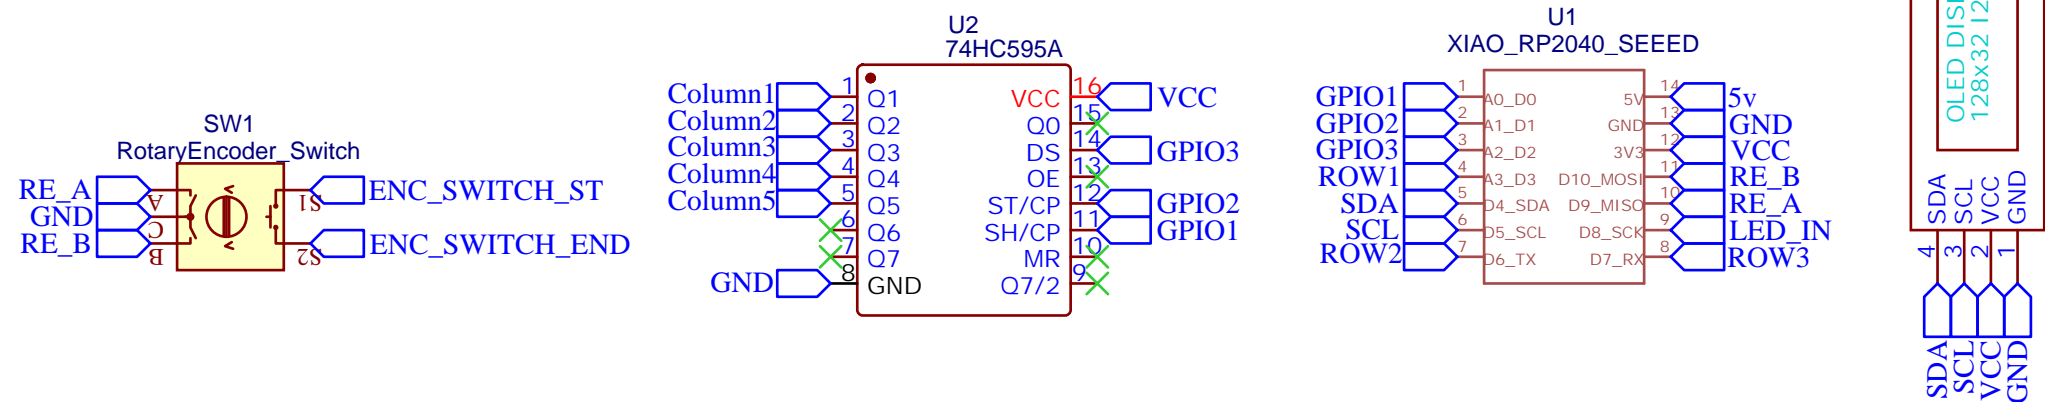 SW1
RotaryEncoder_Switch
RE_A
GND
RE_B
A
C
B
S1
S2
ENC_SWITCH_ST
ENC_SWITCH_END
U2
74HC595A
Column1 1 Q1
Column2 2 Q2
Column3 3 Q3
Column4 4 Q4
Column5 5 Q5
6 Q6
7 Q7
GND 8 GND
VCC 16 VCC
Q0 15
DS 14 GPIO3
OE 13
ST/CP 12 GPIO2
SH/CP 11 GPIO1
MR 10
Q7/2 9
U1
XIAO_RP2040_SEEED
GPIO1 1 A0_D0
GPIO2 2 A1_D1
GPIO3 3 A2_D2
ROW1 4 A3_D3
SDA 5 D4_SDA
SCL 6 D5_SCL
ROW2 7 D6_TX
5V 14 5v
GND 13 GND
3V3 12 VCC
D10_MOSI 11 RE_B
D9_MISO 10 RE_A
D8_SCK 9 LED_IN
D7_RX 8 ROW3
OLED DIS
128x32 I2
SDA 4 SDA
SCL 3 SCL
VCC 2 VCC
GND 1 GND